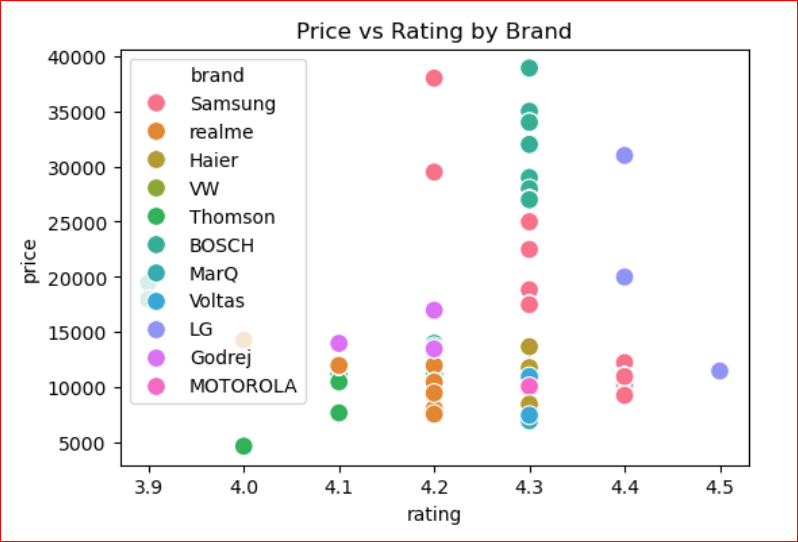 Price vs Rating by Brand
40000
35000
30000
25000
20000
15000
10000
5000
price
brand
Samsung
realme
Haier
VW
Thomson
BOSCH
MarQ
Voltas
LG
Godrej
MOTOROLA
3.9 4.0 4.1 4.2 4.3 4.4 4.5
rating